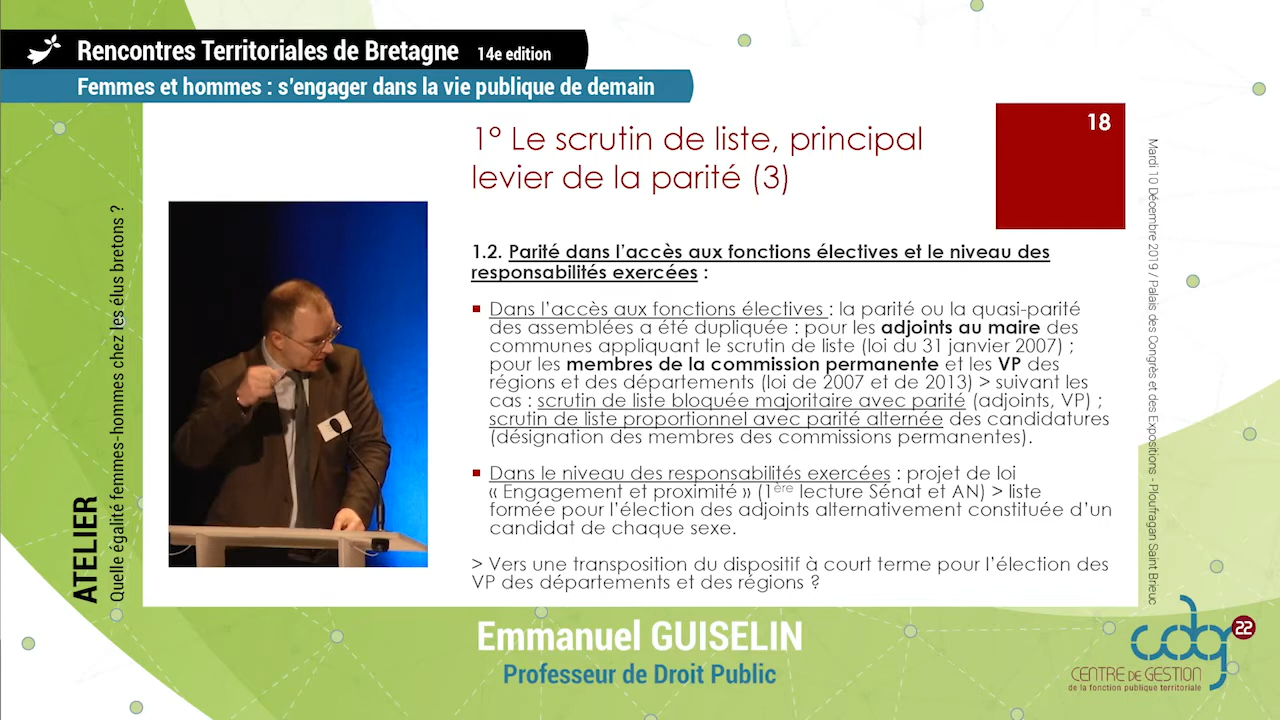 Rencontres Territoriales de Bretagne 14e edition
Femmes et hommes : s'engager dans la vie publique de demain
1° Le scrutin de liste, principal
levier de la parité (3)
18
1.2. Parité dans l'accès aux fonctions électives et le niveau des
responsabilités exercées :
▪ Dans l'accès aux fonctions électives : la parité ou la quasi-parité
des assemblées a été dupliquée : pour les adjoints au maire des
communes appliquant le scrutin de liste (loi du 31 janvier 2007) ;
pour les membres de la commission permanente et les VP des
régions et des départements (loi de 2007 et de 2013) > suivant les
cas : scrutin de liste bloquée majoritaire avec parité (adjoints, VP) ;
scrutin de liste proportionnel avec parité alternée des candidatures
(désignation des membres des commissions permanentes).
▪ Dans le niveau des responsabilités exercées : projet de loi
« Engagement et proximité » (1ère lecture Sénat et AN) > liste
formée pour l'élection des adjoints alternativement constituée d'un
candidat de chaque sexe.
> Vers une transposition du dispositif à court terme pour l'élection des
VP des départements et des régions ?
ATELIER
Quelle égalité femmes-hommes chez les élus bretons ?
Mardi 10 Décembre 2019 / Palais des Congrès et des Expositions - Ploufragan Saint Brieuc
Emmanuel GUISELIN
Professeur de Droit Public
cdg 22
CENTRE DE GESTION
de la fonction publique territoriale